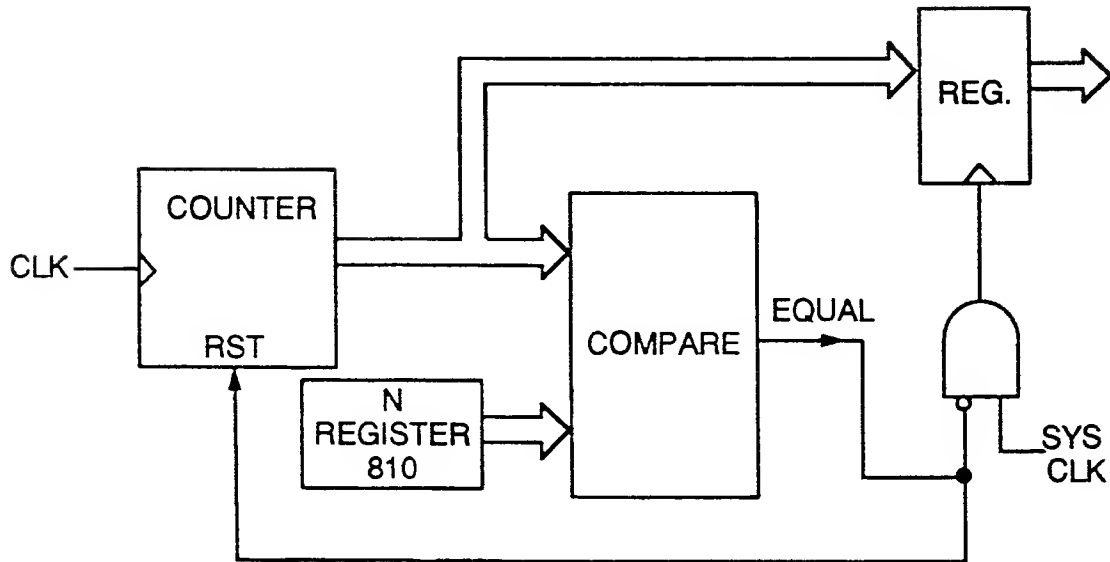 REG.
COUNTER
CLK
RST
EQUAL
COMPARE
N
REGISTER
810
SYS
CLK